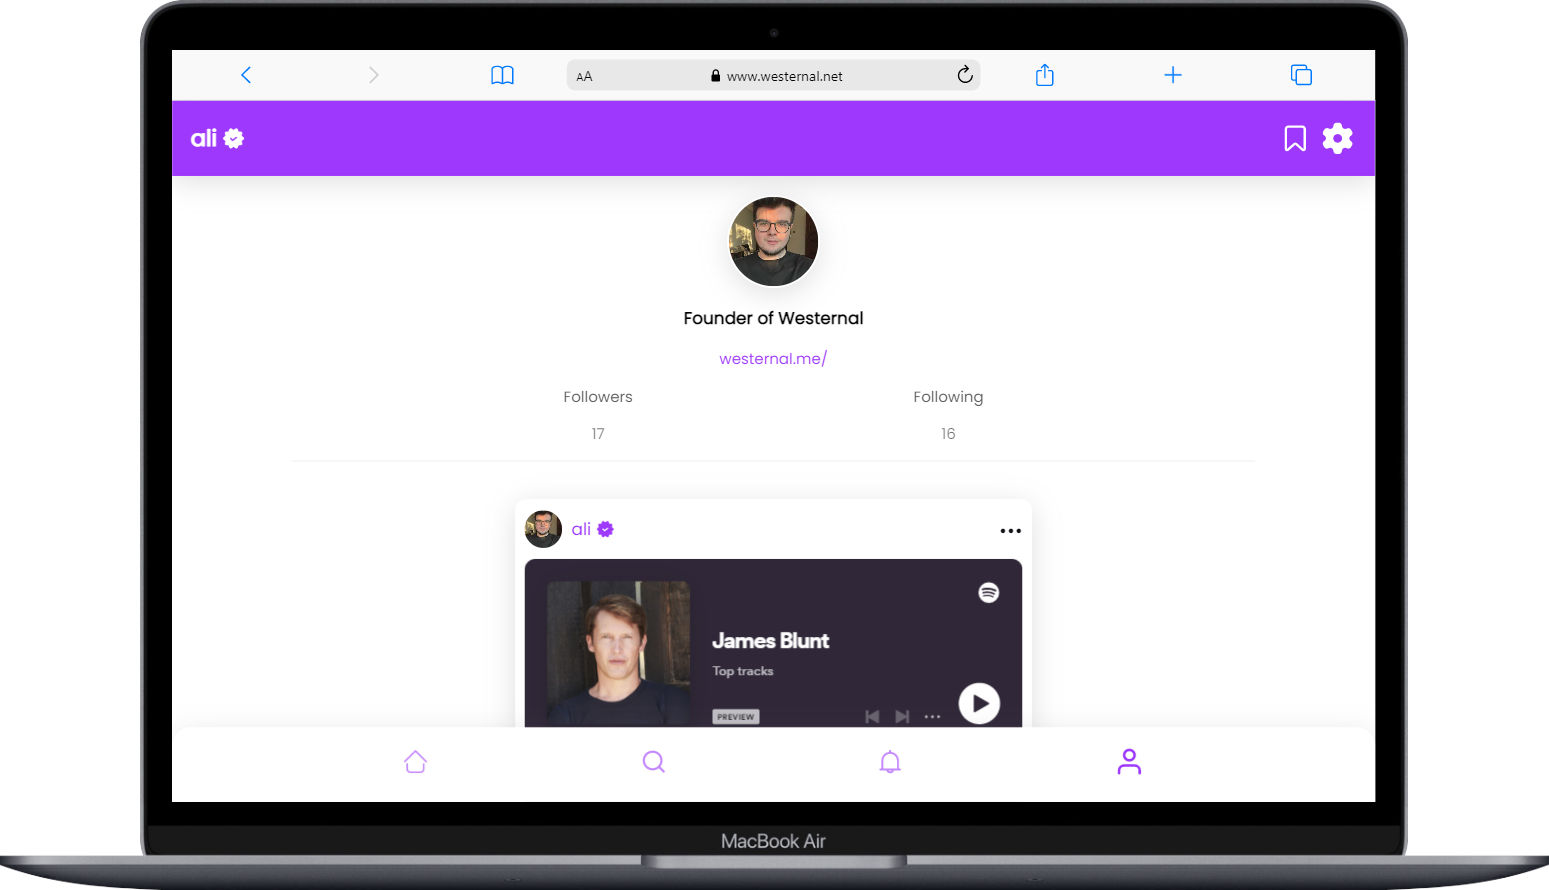 AA
www.westernal.net
ali
Founder of Westernal
westernal.me/
Followers
Following
17
16
ali
James Blunt
Top tracks
PREVIEW
MacBook Air